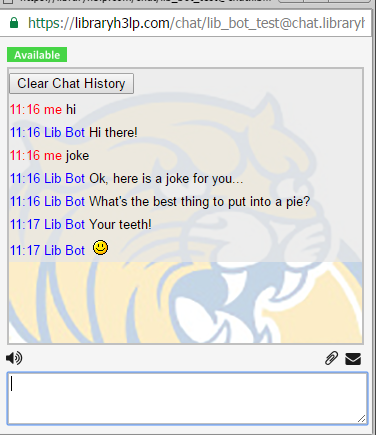 https://libraryh3lp.com/chat/lib_bot_test@chat.libraryh
Available
Clear Chat History
11:16 me hi
11:16 Lib Bot Hi there!
11:16 me joke
11:16 Lib Bot Ok, here is a joke for you...
11:16 Lib Bot What's the best thing to put into a pie?
11:17 Lib Bot Your teeth!
11:17 Lib Bot